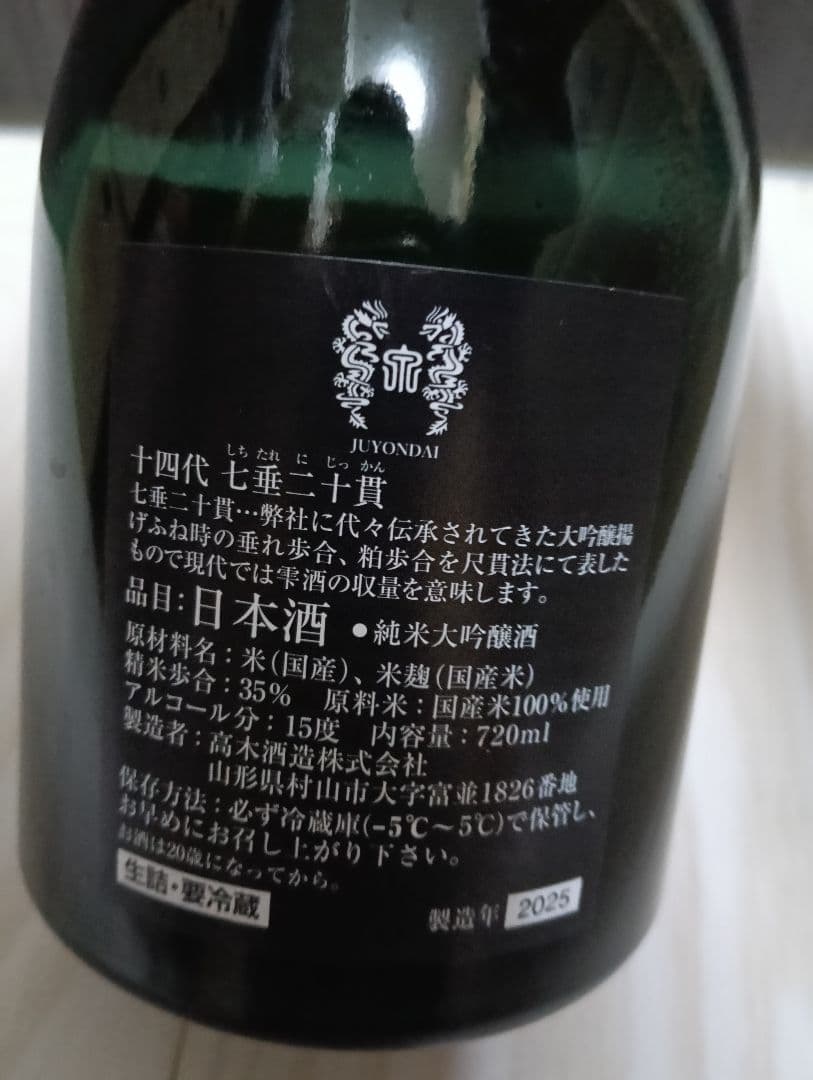 JUYONDAI
しち たれ に じっ かん
十四代 七垂二十貫
七垂二十貫…弊社に代々伝承されてきた大吟醸揚
げふね時の垂れ歩合、粕歩合を尺貫法にて表した
もので現代では雫酒の収量を意味します。
品目：日本酒 ●純米大吟醸酒
原材料名：米(国産)、米麹(国産米)
精米歩合：35% 原料米：国産米100%使用
アルコール分：15度 内容量：720ml
製造者：高木酒造株式会社
山形県村山市大字富並1826番地
保存方法：必ず冷蔵庫(−5℃〜5℃)で保管し、
お早めにお召し上がり下さい。
お酒は20歳になってから。
生詰・要冷蔵
製造年 2025